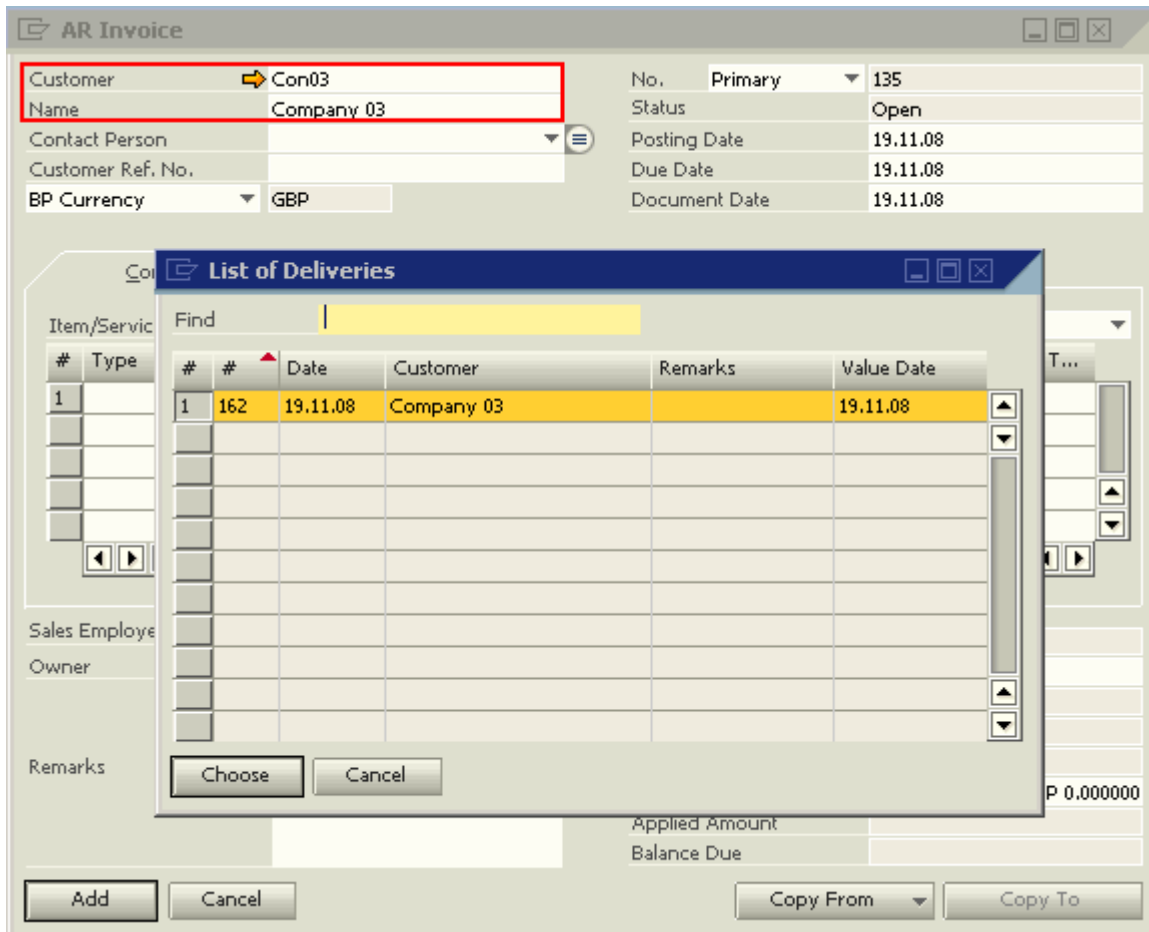 AR Invoice
Customer Con03 No. Primary 135
Name Company 03 Status Open
Contact Person Posting Date 19.11.08
Customer Ref. No. Due Date 19.11.08
BP Currency GBP Document Date 19.11.08
Co
List of Deliveries
Item/Servic
Find
# Type T...
# # Date Customer Remarks Value Date
1
1 162 19.11.08 Company 03 19.11.08
Sales Employe
Owner
Remarks
Choose Cancel
P 0.000000
Applied Amount
Balance Due
Add Cancel Copy From Copy To